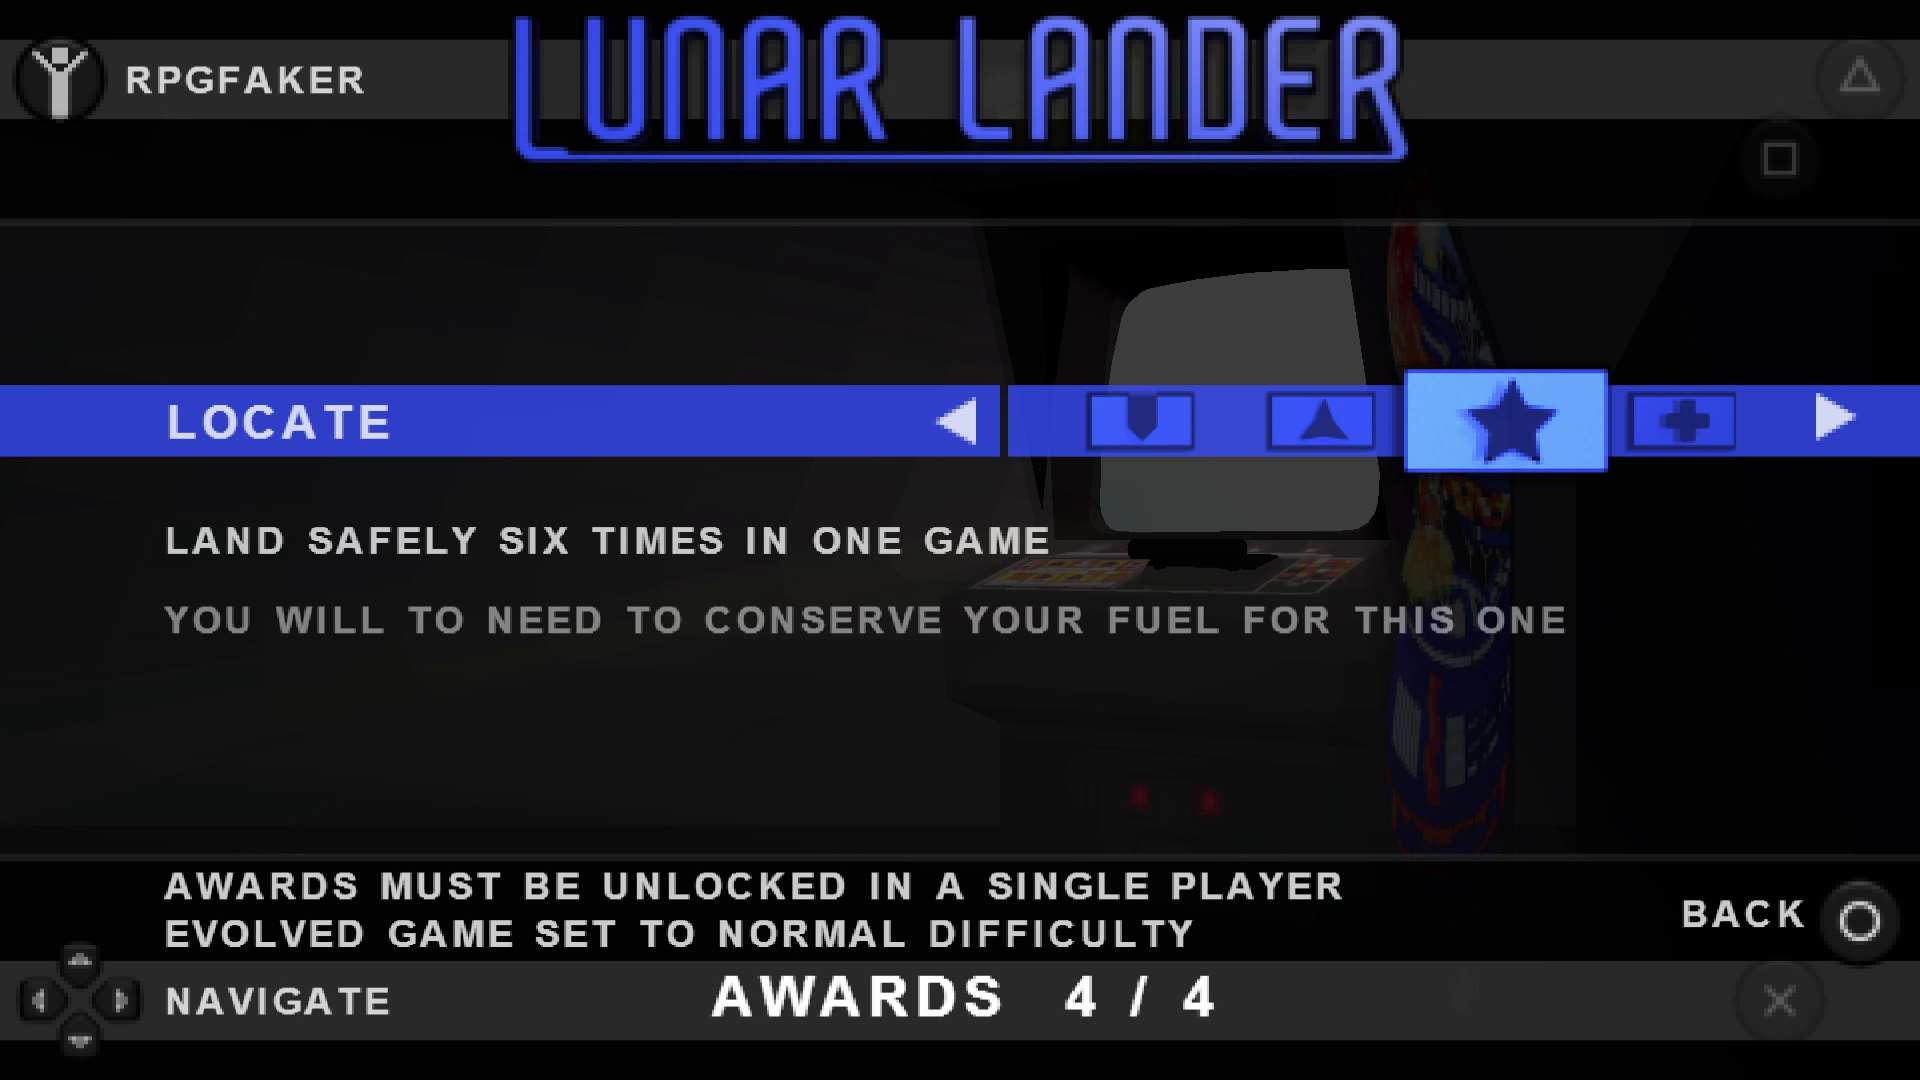 LUNAR LANDER
RPGFAKER
LOCATE
LAND SAFELY SIX TIMES IN ONE GAME
YOU WILL TO NEED TO CONSERVE YOUR FUEL FOR THIS ONE
AWARDS MUST BE UNLOCKED IN A SINGLE PLAYER
EVOLVED GAME SET TO NORMAL DIFFICULTY
BACK
NAVIGATE
AWARDS 4 / 4